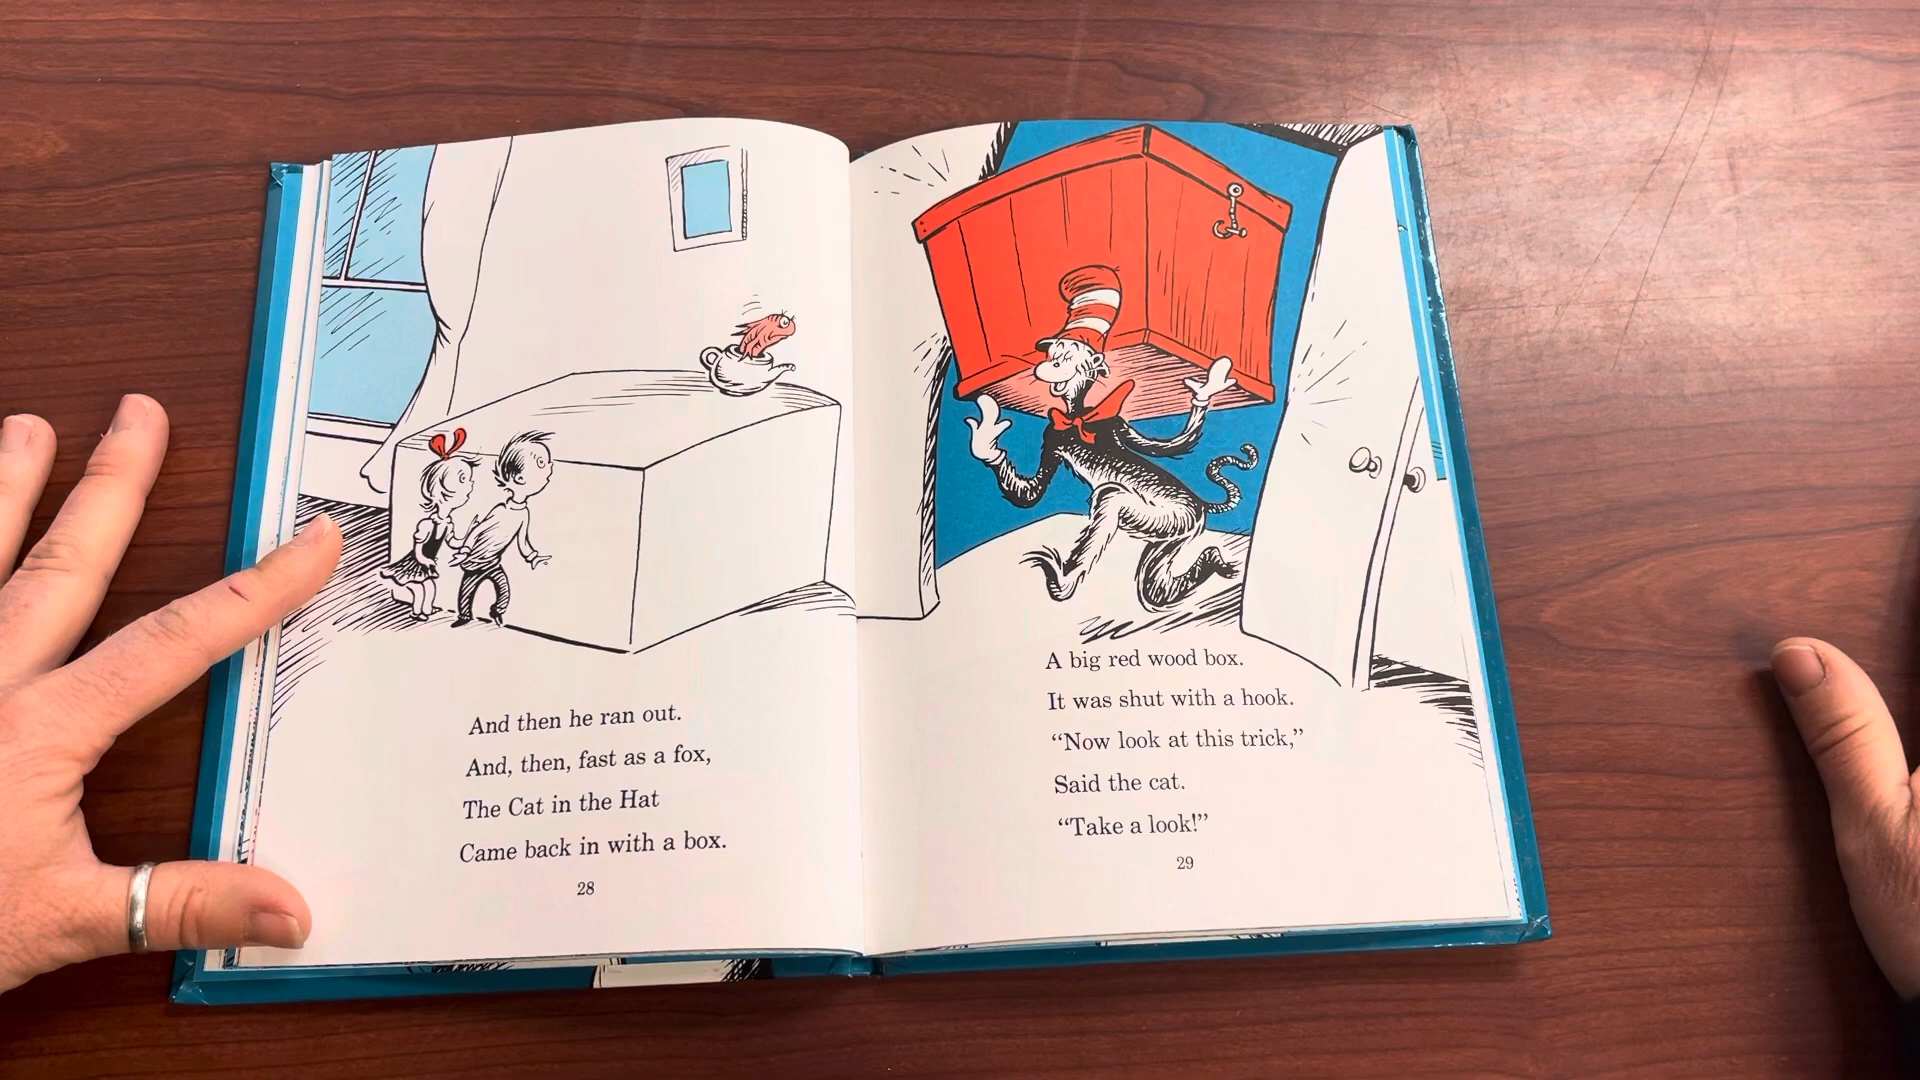 And then he ran out.
And, then, fast as a fox,
The Cat in the Hat
Came back in with a box.
28
A big red wood box.
It was shut with a hook.
“Now look at this trick,”
Said the cat.
“Take a look!”
29